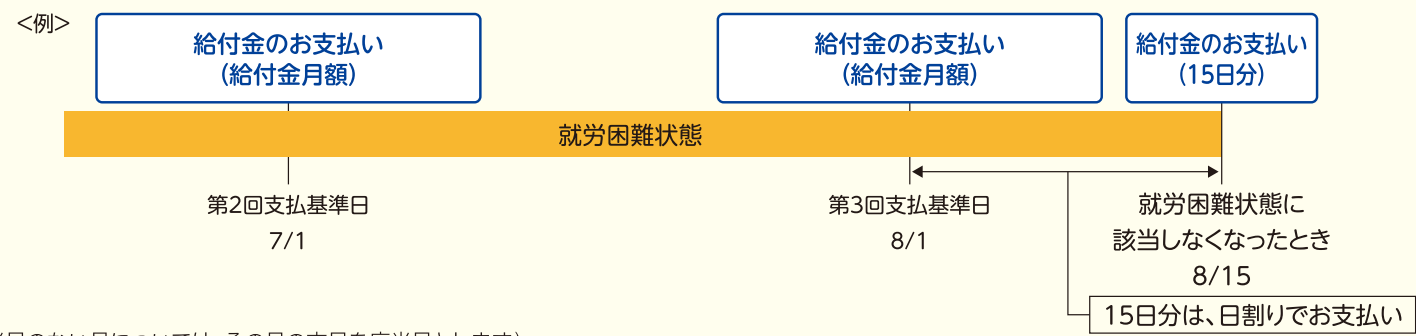 <例>
給付金のお支払い
(給付金月額)
給付金のお支払い
(給付金月額)
給付金のお支払い
(15日分)
就労困難状態
第2回支払基準日
7/1
第3回支払基準日
8/1
就労困難状態に
該当しなくなったとき
8/15
15日分は、日割りでお支払い